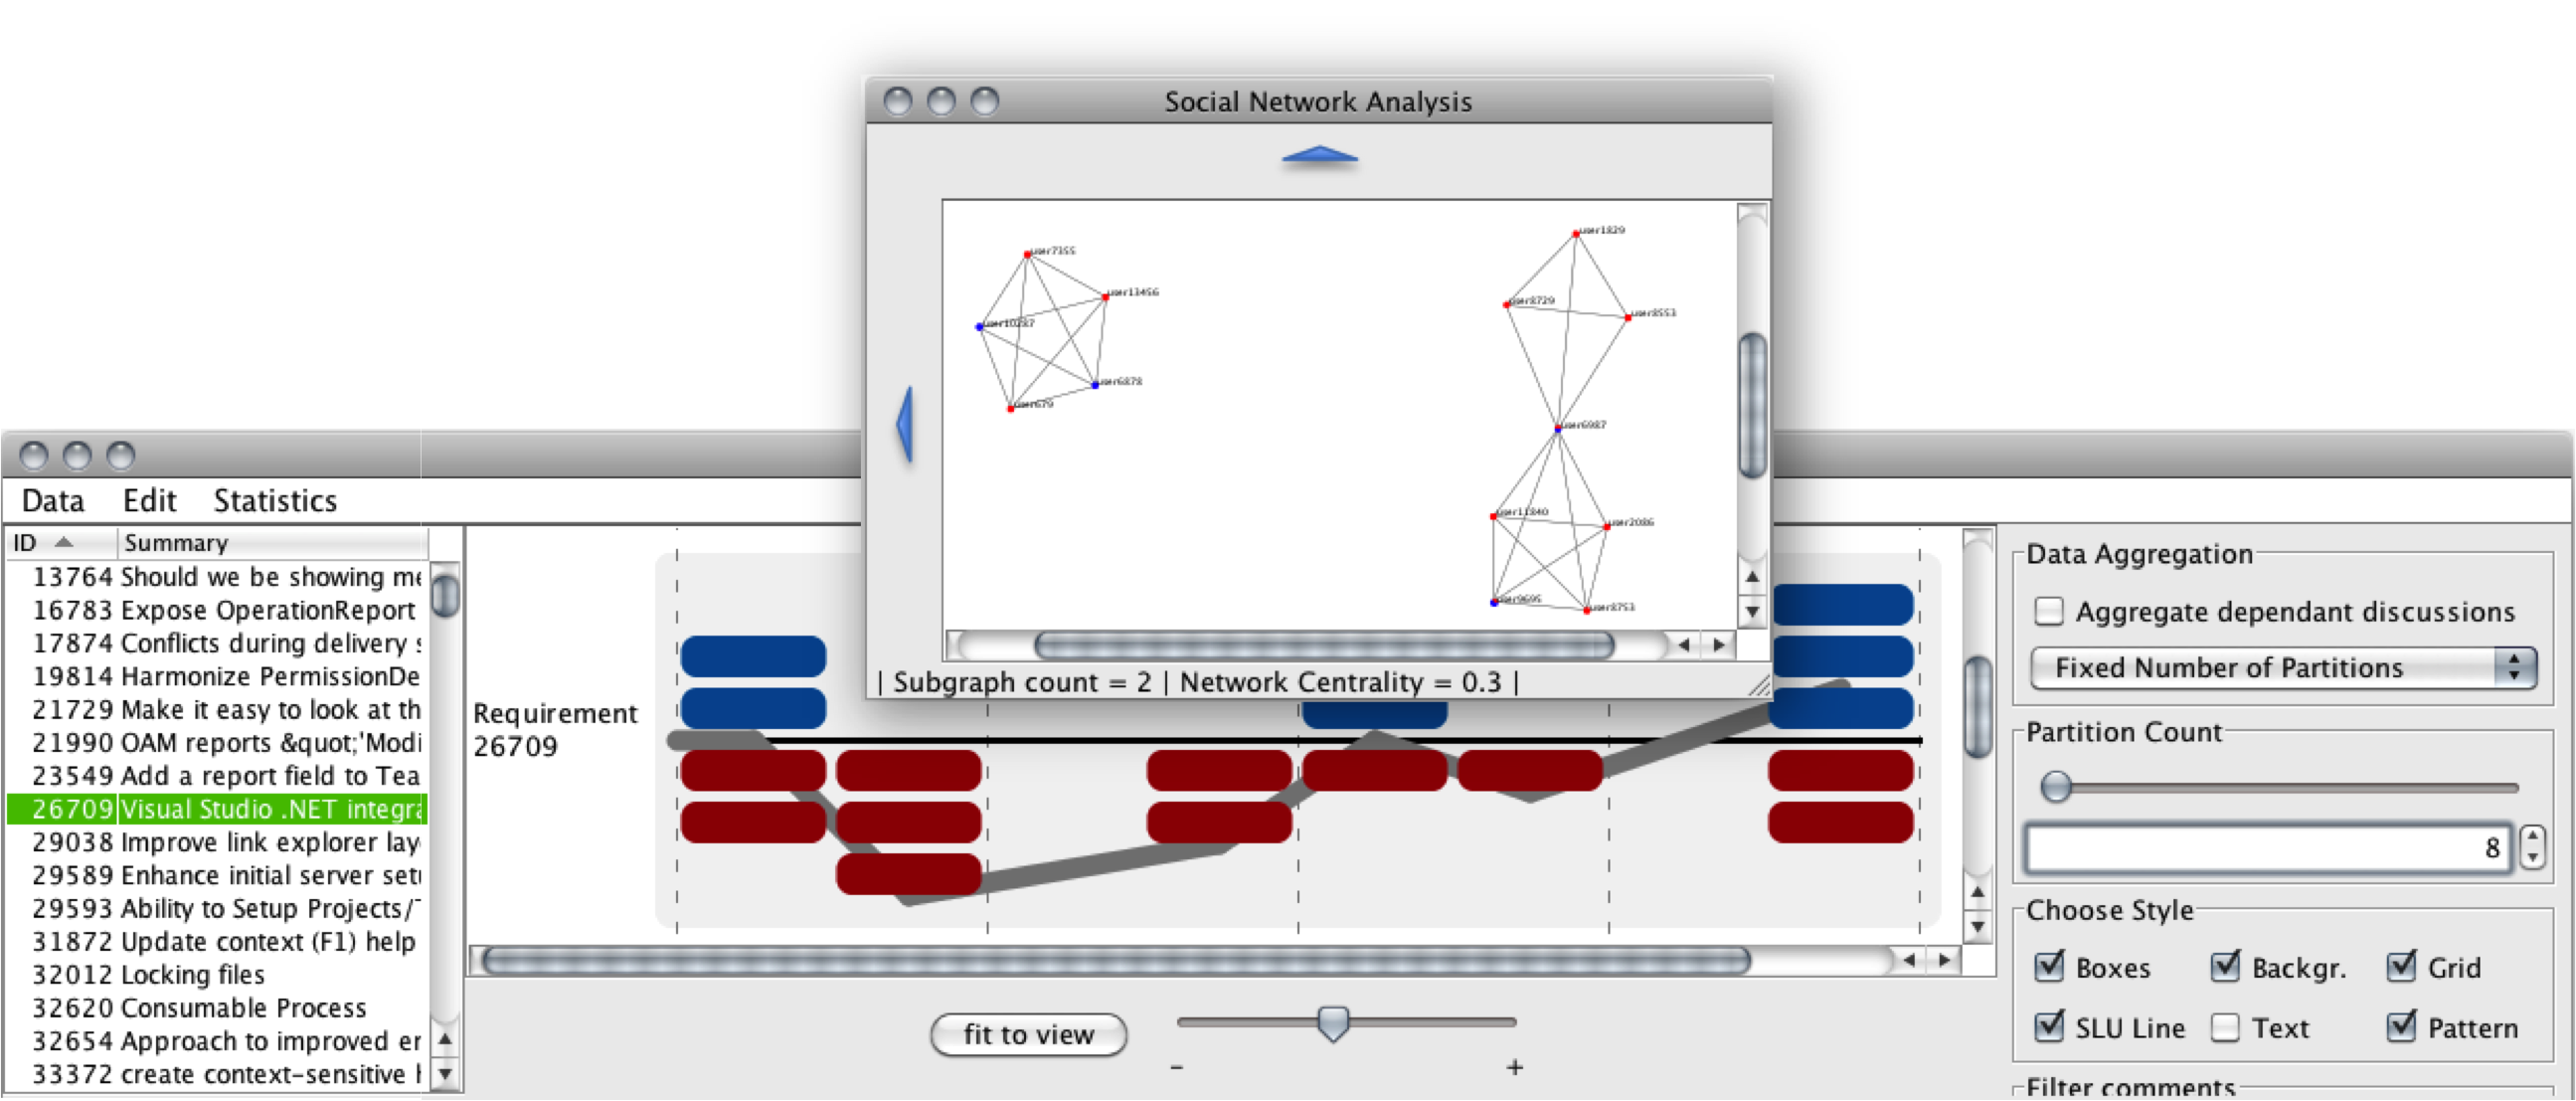 Social Network Analysis
user7355
user13456
user10287
user6878
user679
user1829
user8729
user8553
user6987
user11840
user2086
user9695
user8753
| Subgraph count = 2 | Network Centrality = 0.3 |
Data Edit Statistics
ID Summary
13764 Should we be showing me
16783 Expose OperationReport
17874 Conflicts during delivery s
19814 Harmonize PermissionDe
21729 Make it easy to look at th
21990 OAM reports &quot;'Modi
23549 Add a report field to Tea
26709 Visual Studio .NET integra
29038 Improve link explorer lay
29589 Enhance initial server setu
29593 Ability to Setup Projects/T
31872 Update context (F1) help
32012 Locking files
32620 Consumable Process
32654 Approach to improved er
33372 create context-sensitive h
Requirement
26709
fit to view
- +
Data Aggregation
Aggregate dependant discussions
Fixed Number of Partitions
Partition Count
8
Choose Style
Boxes Backgr. Grid
SLU Line Text Pattern
Filter comments